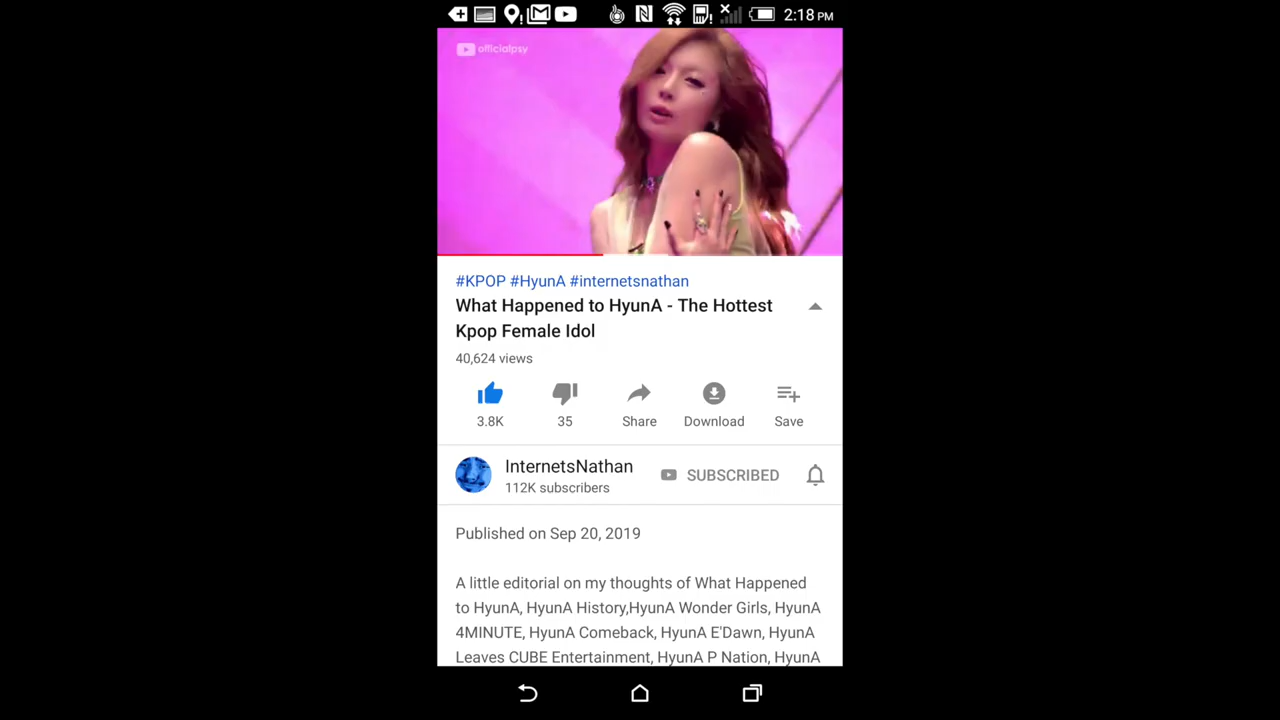 2:18 PM
officialpsy
#KPOP #HyunA #internetsnathan
What Happened to HyunA - The Hottest
Kpop Female Idol
40,624 views
3.8K 35 Share Download Save
InternetsNathan
SUBSCRIBED
112K subscribers
Published on Sep 20, 2019
A little editorial on my thoughts of What Happened
to HyunA, HyunA History,HyunA Wonder Girls, HyunA
4MINUTE, HyunA Comeback, HyunA E'Dawn, HyunA
Leaves CUBE Entertainment, HyunA P Nation, HyunA